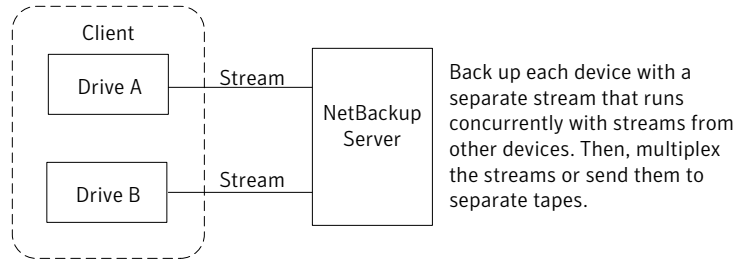 Client
Drive A
Stream
Drive B
Stream
NetBackup
Server
Back up each device with a
separate stream that runs
concurrently with streams from
other devices. Then, multiplex
the streams or send them to
separate tapes.